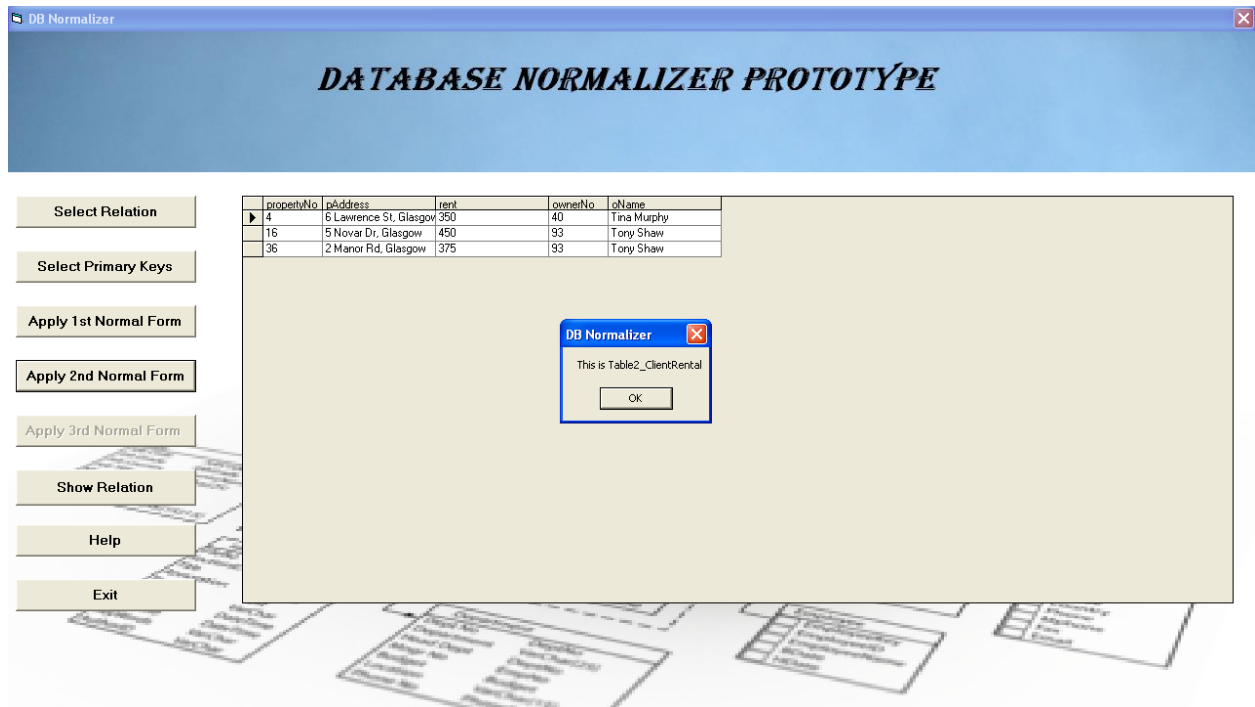 DB Normalizer
DATABASE NORMALIZER PROTOTYPE
Select Relation
Select Primary Keys
Apply 1st Normal Form
Apply 2nd Normal Form
Apply 3rd Normal Form
Show Relation
Help
Exit
propertyNo pAddress rent ownerNo oName
4 6 Lawrence St, Glasgow 350 40 Tina Murphy
16 5 Novar Dr, Glasgow 450 93 Tony Shaw
36 2 Manor Rd, Glasgow 375 93 Tony Shaw
DB Normalizer
This is Table2_ClientRental
OK